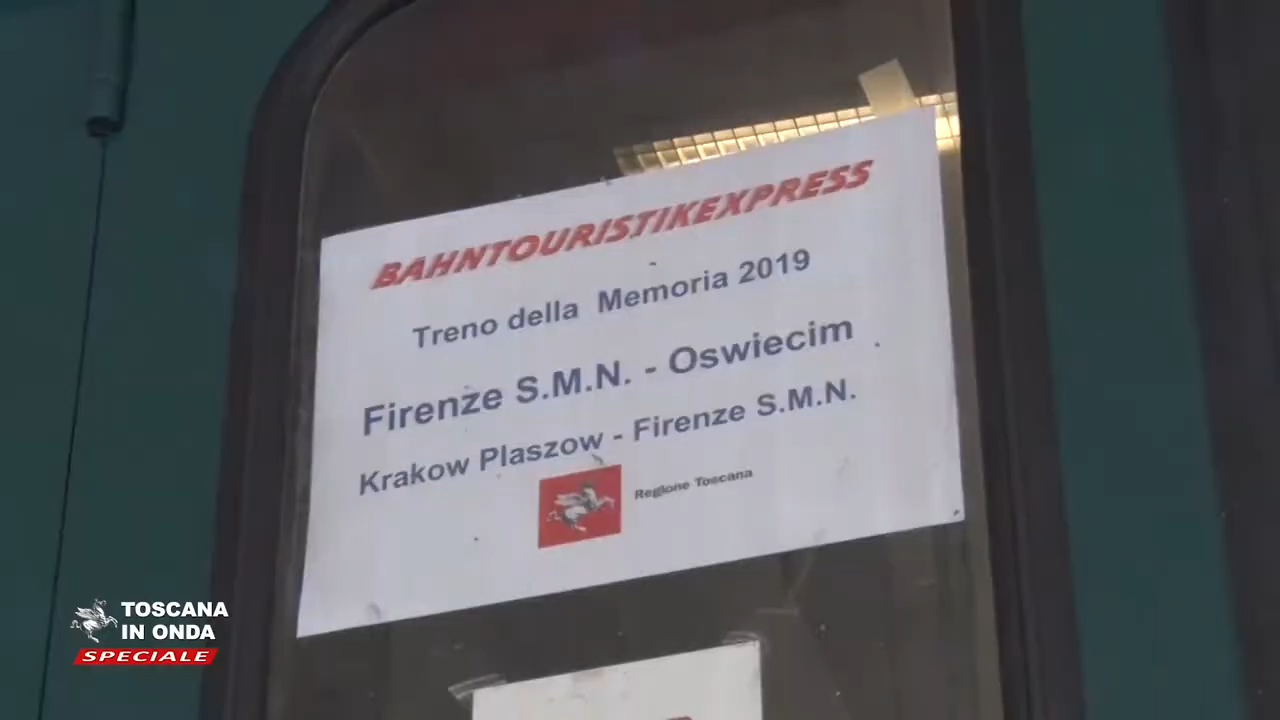 BAHNTOURISTIKEXPRESS
Treno della Memoria 2019
Firenze S.M.N. - Oswiecim
Krakow Plaszow - Firenze S.M.N.
Regione Toscana
TOSCANA
IN ONDA
SPECIALE